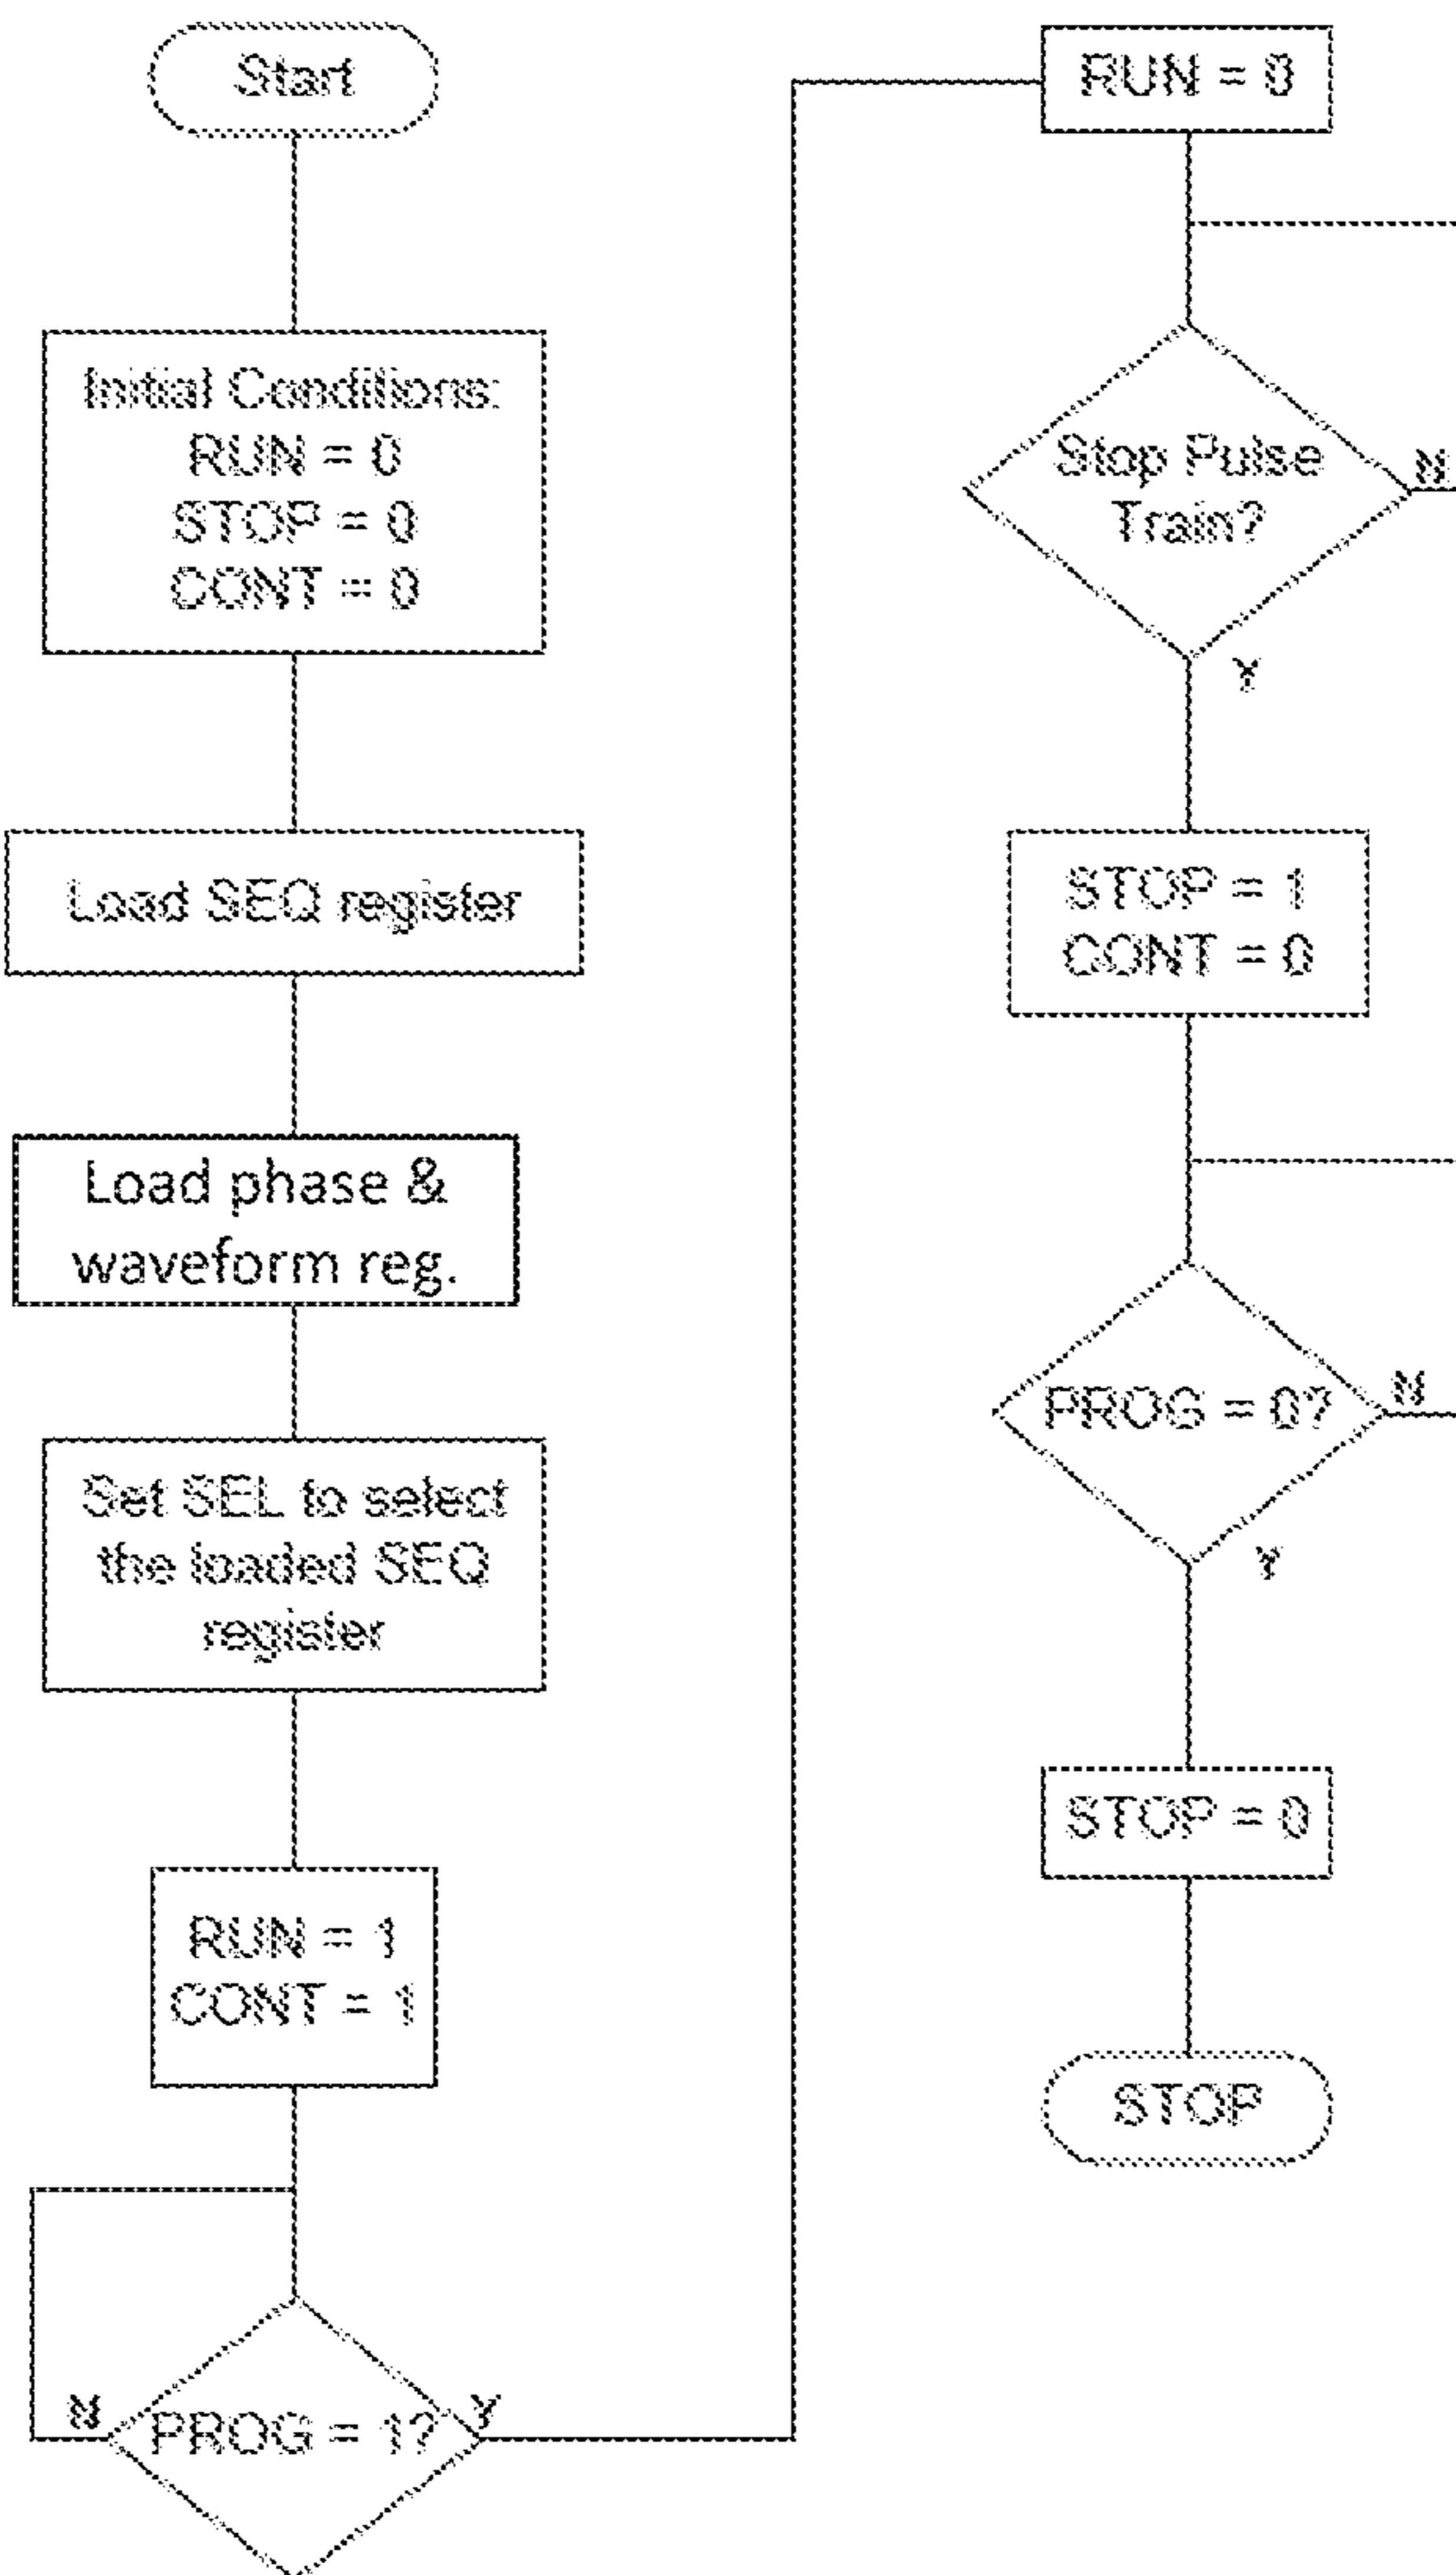 Start
Initial Conditions:
RUN = 0
STOP = 0
CONT = 0
Load SEQ register
Load phase &
waveform reg.
Set SEL to select
the loaded SEQ
register
RUN = 1
CONT = 1
N
PROG = 1?
Y
RUN = 0
Stop Pulse
Train?
N
Y
STOP = 1
CONT = 0
PROG = 0?
N
Y
STOP = 0
STOP